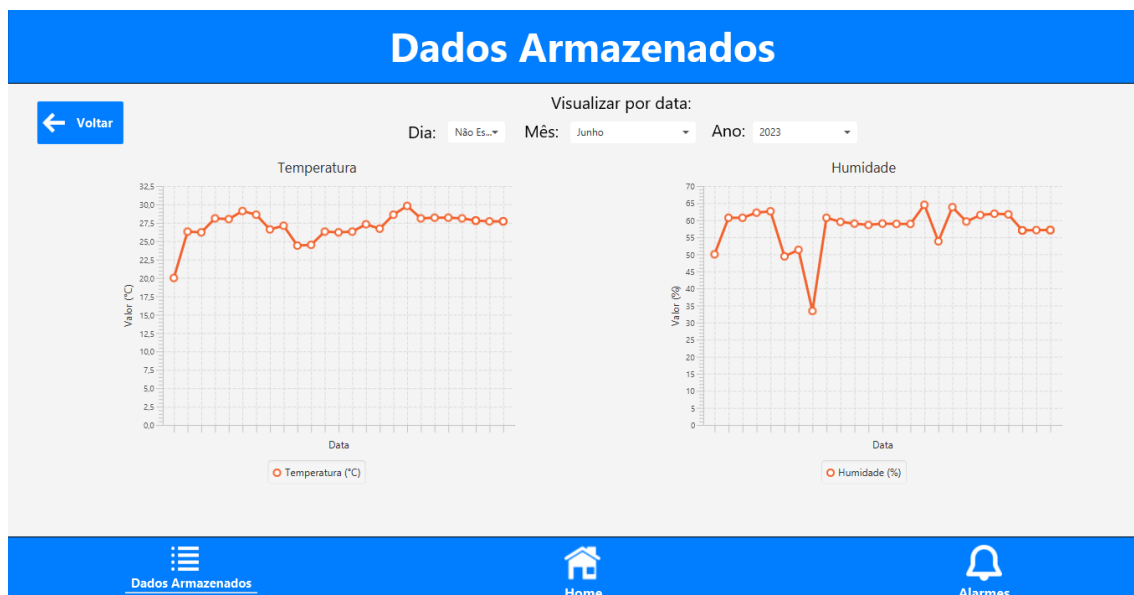 Dados Armazenados
Voltar
Visualizar por data:
Dia: Não Es... Mês: Junho Ano: 2023
Temperatura
Valor (°C)
32,5
30,0
27,5
25,0
22,5
20,0
17,5
15,0
12,5
10,0
7,5
5,0
2,5
0,0
Data
Temperatura (°C)
Humidade
Valor (%)
70
65
60
55
50
45
40
35
30
25
20
15
10
5
0
Data
Humidade (%)
Dados Armazenados
Home
Alarmes